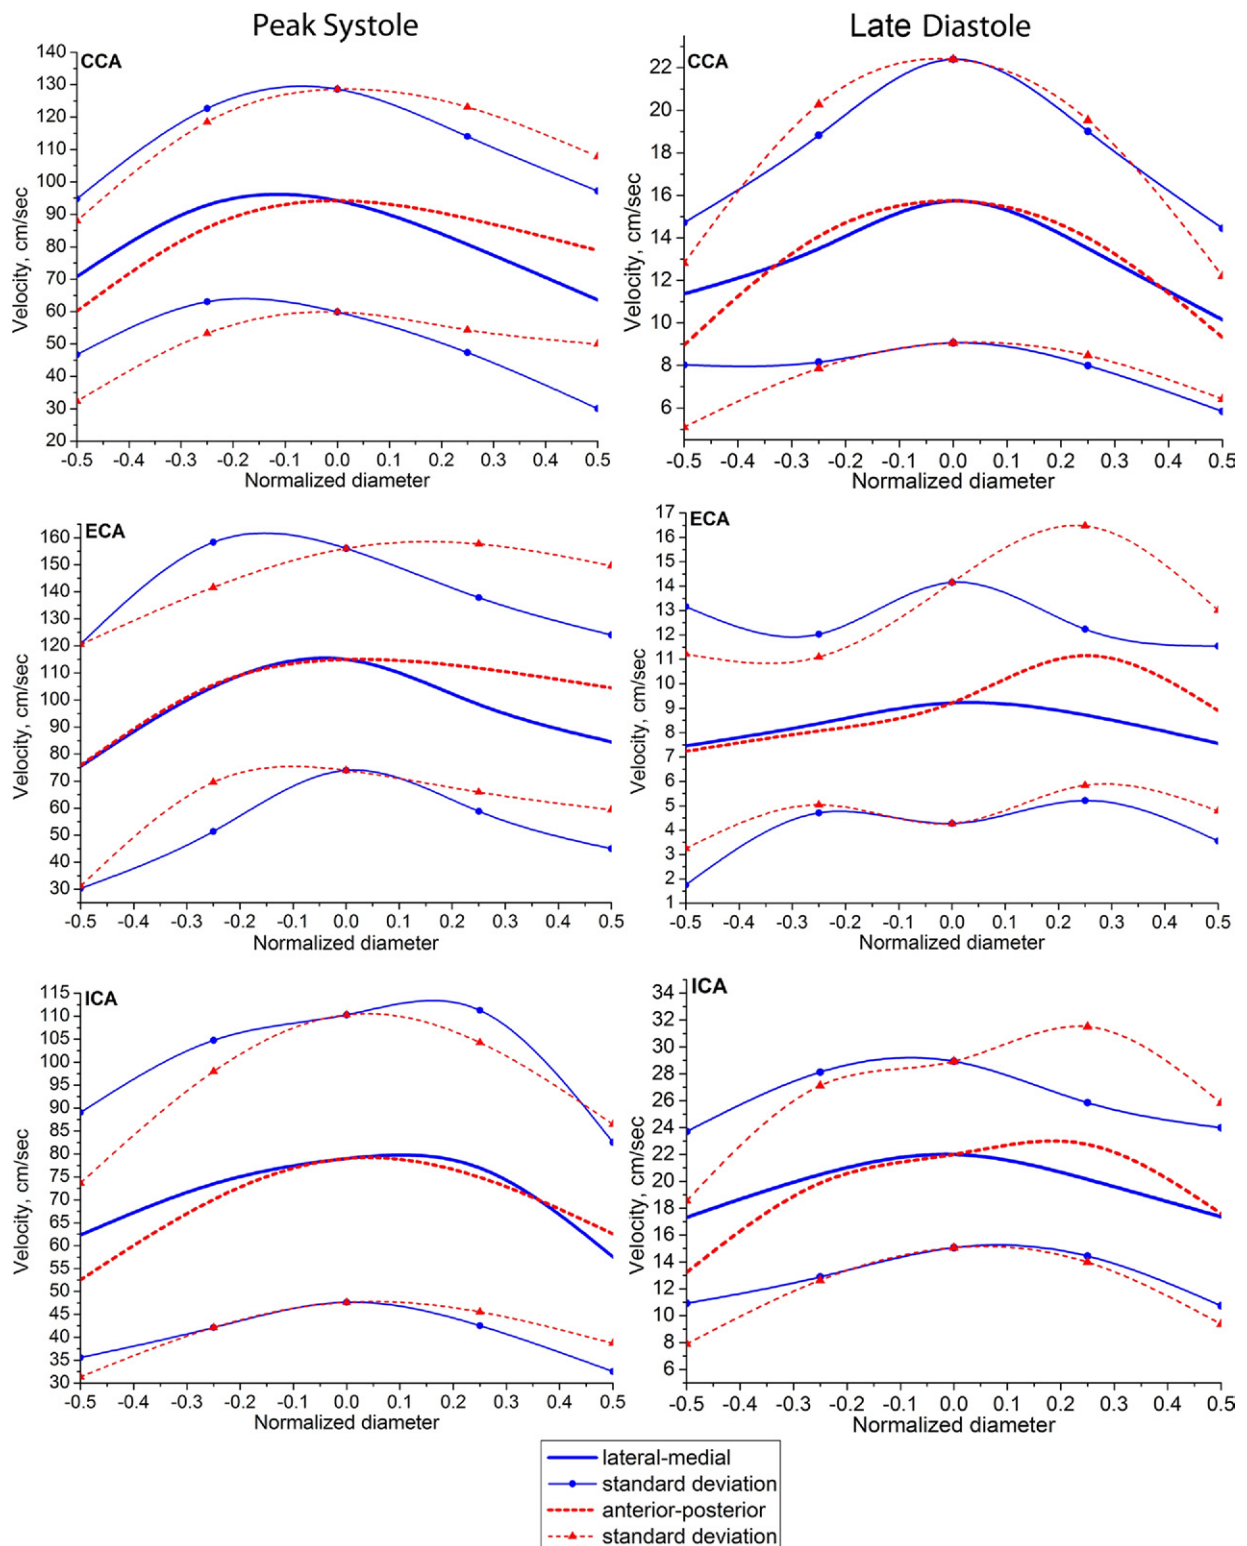 Peak Systole
Late Diastole
CCA
140
130
120
110
100
90
80
70
60
50
40
30
20
Velocity, cm/sec
-0.5 -0.4 -0.3 -0.2 -0.1 0.0 0.1 0.2 0.3 0.4 0.5
Normalized diameter
CCA
22
20
18
16
14
12
10
8
6
Velocity, cm/sec
-0.5 -0.4 -0.3 -0.2 -0.1 0.0 0.1 0.2 0.3 0.4 0.5
Normalized diameter
ECA
160
150
140
130
120
110
100
90
80
70
60
50
40
30
Velocity, cm/sec
-0.5 -0.4 -0.3 -0.2 -0.1 0.0 0.1 0.2 0.3 0.4 0.5
Normalized diameter
ECA
17
16
15
14
13
12
11
10
9
8
7
6
5
4
3
2
1
Velocity, cm/sec
-0.5 -0.4 -0.3 -0.2 -0.1 0.0 0.1 0.2 0.3 0.4 0.5
Normalized diameter
ICA
115
110
105
100
95
90
85
80
75
70
65
60
55
50
45
40
35
30
Velocity, cm/sec
-0.5 -0.4 -0.3 -0.2 -0.1 0.0 0.1 0.2 0.3 0.4 0.5
Normalized diameter
ICA
34
32
30
28
26
24
22
20
18
16
14
12
10
8
6
Velocity, cm/sec
-0.5 -0.4 -0.3 -0.2 -0.1 0.0 0.1 0.2 0.3 0.4 0.5
Normalized diameter
lateral-medial
standard deviation
anterior-posterior
standard deviation